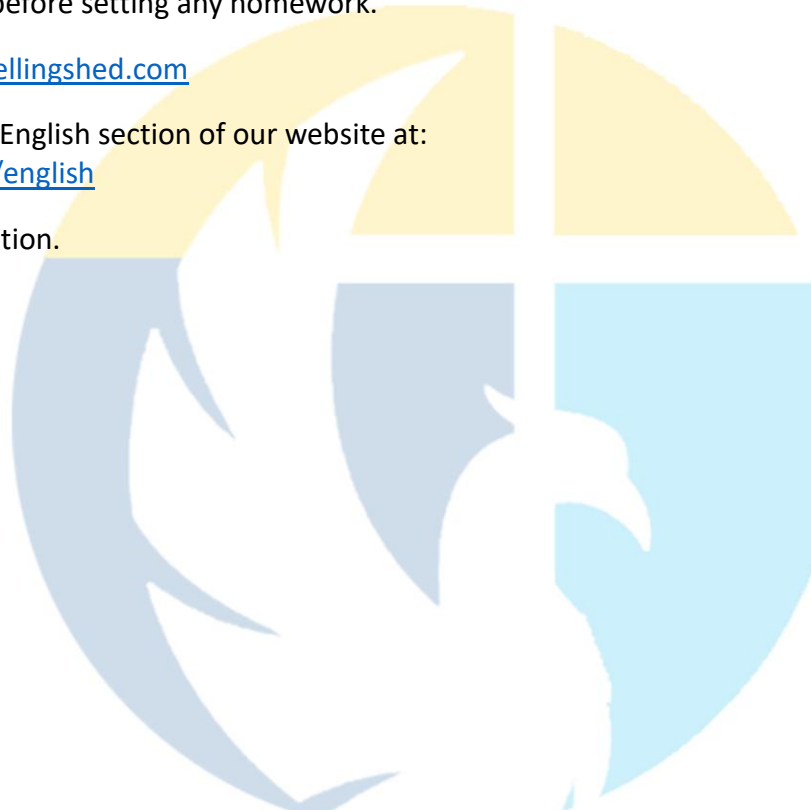 before setting any homework.
ellingshed.com
English section of our website at:
/english
tion.